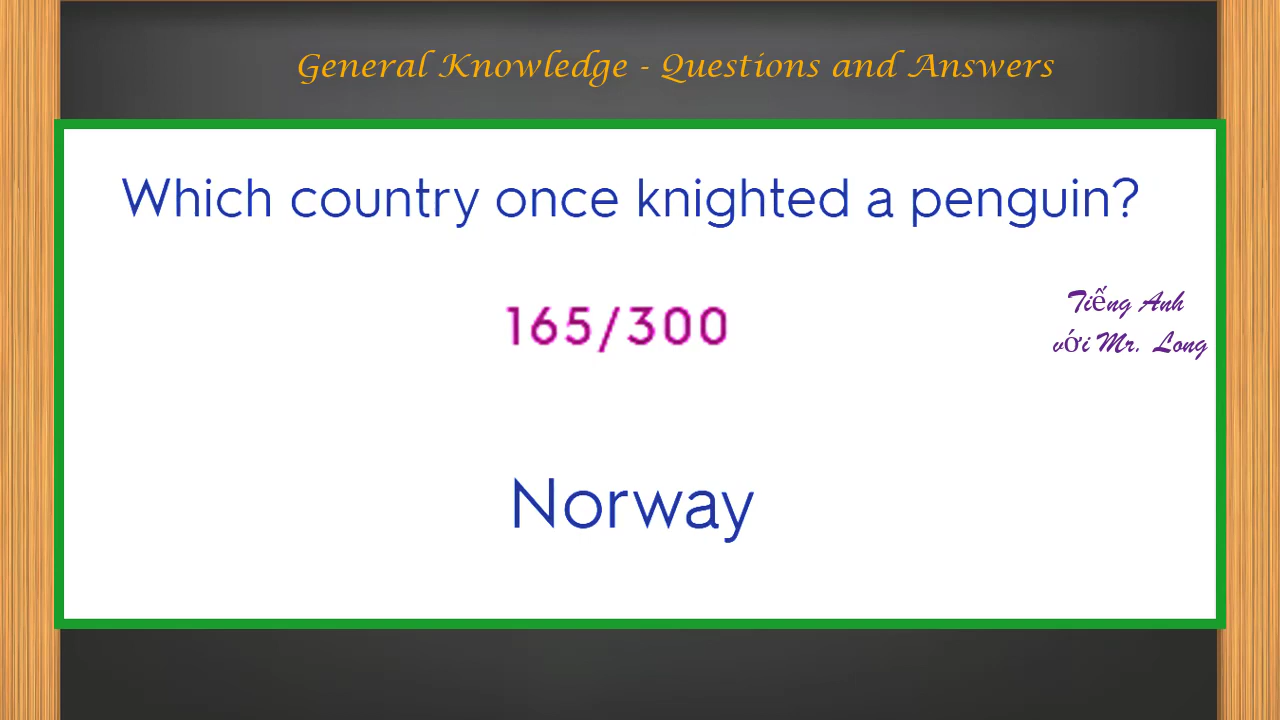 General Knowledge - Questions and Answers
Which country once knighted a penguin?
165/300
Tiếng Anh
với Mr. Long
Norway